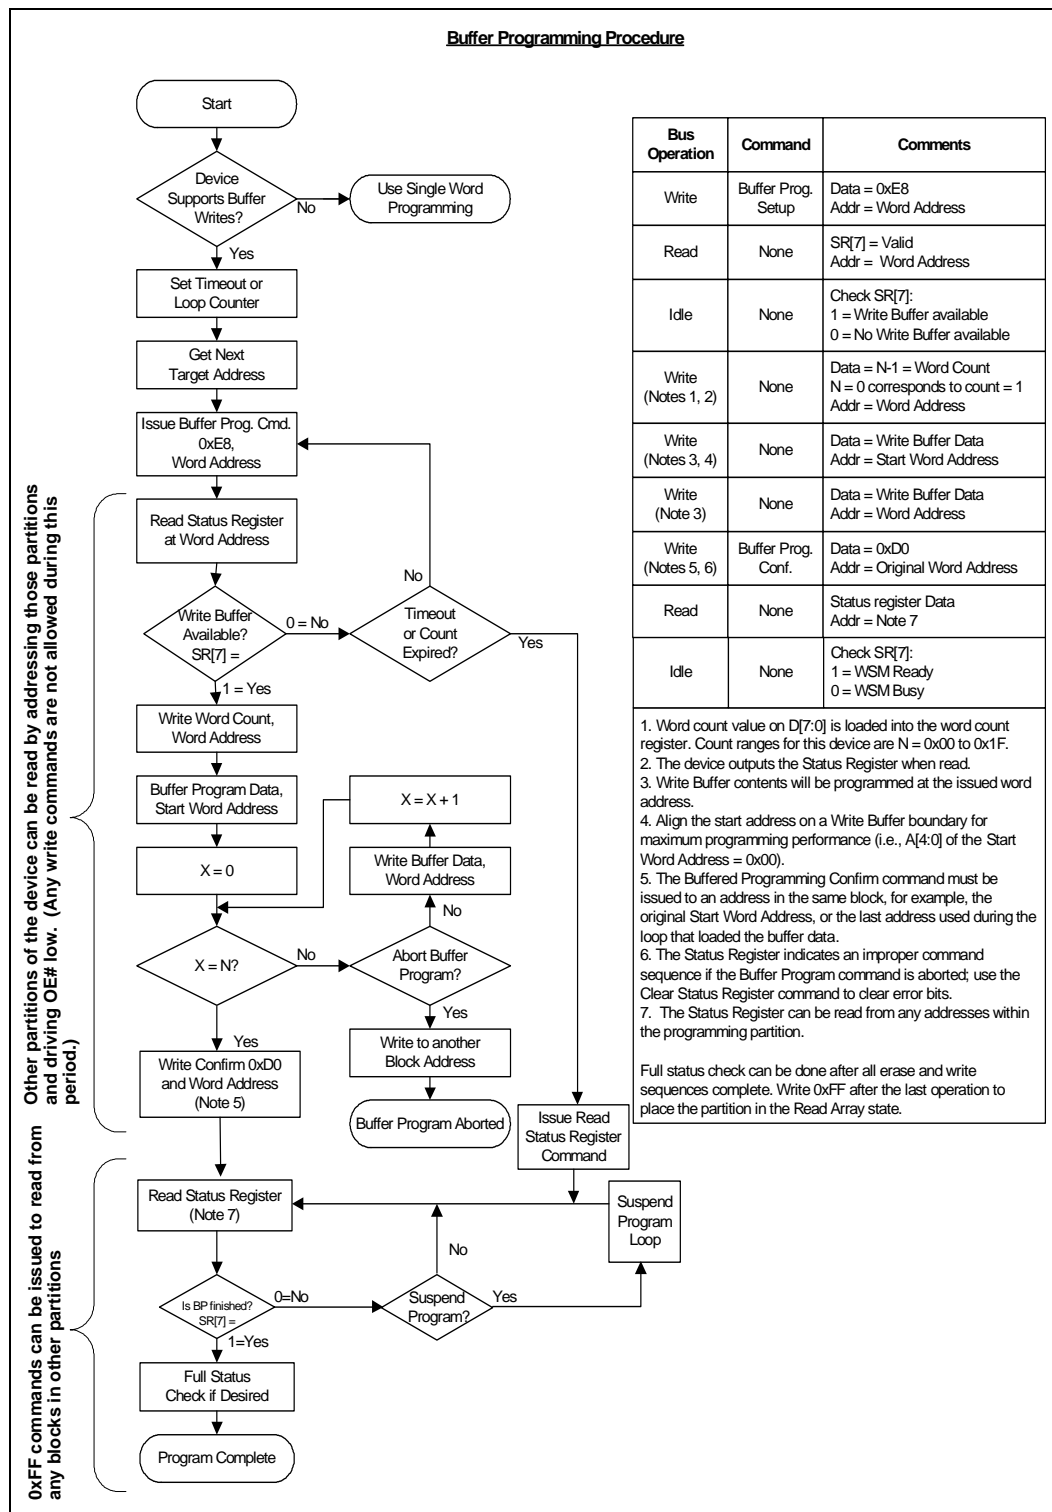 Buffer Programming Procedure
Start
Device
Supports Buffer
Writes?
No
Use Single Word
Programming
Yes
Set Timeout or
Loop Counter
Get Next
Target Address
Issue Buffer Prog. Cmd.
0xE8,
Word Address
Read Status Register
at Word Address
No
Write Buffer
Available?
SR[7] =
0 = No
Timeout
or Count
Expired?
Yes
1 = Yes
Write Word Count,
Word Address
Buffer Program Data,
Start Word Address
X = X + 1
X = 0
Write Buffer Data,
Word Address
No
X = N?
No
Abort Buffer
Program?
Yes
Yes
Write to another
Block Address
Write Confirm 0xD0
and Word Address
(Note 5)
Buffer Program Aborted
Issue Read
Status Register
Command
Read Status Register
(Note 7)
Suspend
Program
Loop
No
Is BP finished?
SR[7] =
0=No
Suspend
Program?
Yes
1=Yes
Full Status
Check if Desired
Program Complete
Other partitions of the device can be read by addressing those partitions
and driving OE# low. (Any write commands are not allowed during this
period.)
0xFF commands can be issued to read from
any blocks in other partitions
Bus
Operation
Command
Comments
Write
Buffer Prog.
Setup
Data = 0xE8
Addr = Word Address
Read
None
SR[7] = Valid
Addr = Word Address
Idle
None
Check SR[7]:
1 = Write Buffer available
0 = No Write Buffer available
Write
(Notes 1, 2)
None
Data = N-1 = Word Count
N = 0 corresponds to count = 1
Addr = Word Address
Write
(Notes 3, 4)
None
Data = Write Buffer Data
Addr = Start Word Address
Write
(Note 3)
None
Data = Write Buffer Data
Addr = Word Address
Write
(Notes 5, 6)
Buffer Prog.
Conf.
Data = 0xD0
Addr = Original Word Address
Read
None
Status register Data
Addr = Note 7
Idle
None
Check SR[7]:
1 = WSM Ready
0 = WSM Busy
1. Word count value on D[7:0] is loaded into the word count
register. Count ranges for this device are N = 0x00 to 0x1F.
2. The device outputs the Status Register when read.
3. Write Buffer contents will be programmed at the issued word
address.
4. Align the start address on a Write Buffer boundary for
maximum programming performance (i.e., A[4:0] of the Start
Word Address = 0x00).
5. The Buffered Programming Confirm command must be
issued to an address in the same block, for example, the
original Start Word Address, or the last address used during the
loop that loaded the buffer data.
6. The Status Register indicates an improper command
sequence if the Buffer Program command is aborted; use the
Clear Status Register command to clear error bits.
7. The Status Register can be read from any addresses within
the programming partition.
Full status check can be done after all erase and write
sequences complete. Write 0xFF after the last operation to
place the partition in the Read Array state.